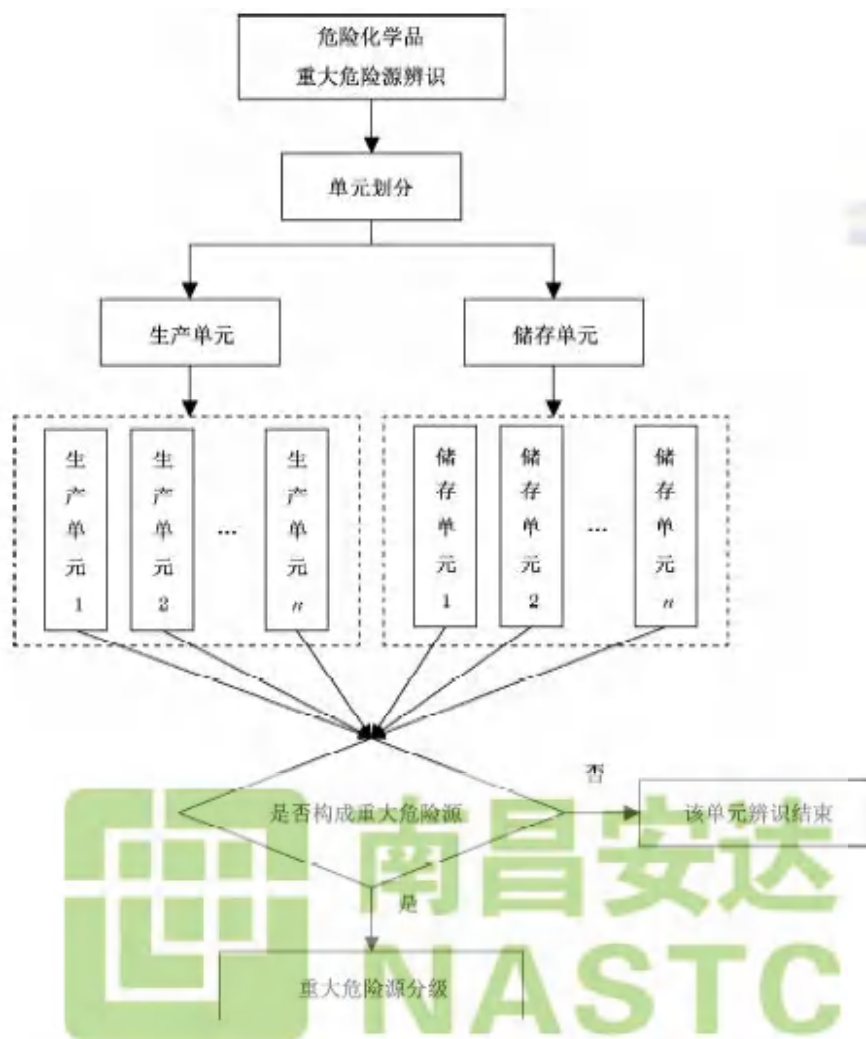 危险化学品
重大危险源辨识
单元划分
生产单元
储存单元
生产单元1
生产单元2
…
生产单元n
储存单元1
储存单元2
…
储存单元n
是否构成重大危险源
否
该单元辨识结束
是
重大危险源分级
南昌安达
NASTC